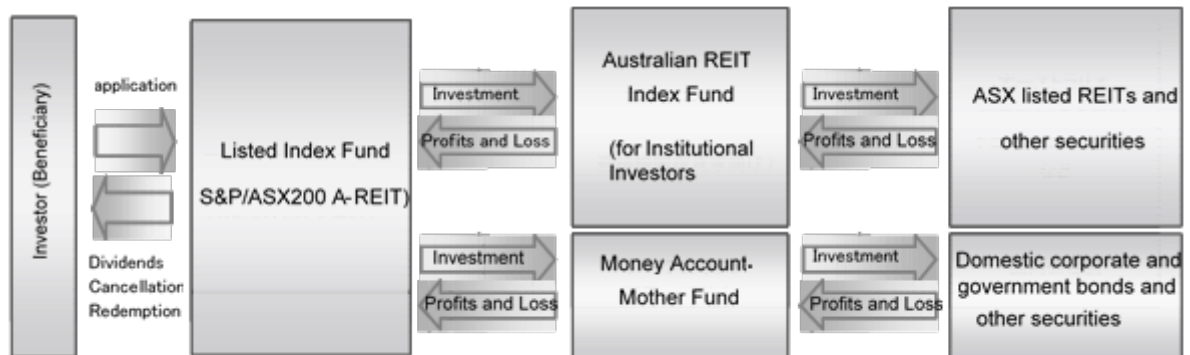 Investor (Beneficiary)
application
Dividends
Cancellation
Redemption
Listed Index Fund
S&P/ASX200 A-REIT)
Investment
Profits and Loss
Australian REIT
Index Fund
(for Institutional
Investors
Investment
Profits and Loss
ASX listed REITs and
other securities
Investment
Profits and Loss
Money Account-
Mother Fund
Investment
Profits and Loss
Domestic corporate and
government bonds and
other securities